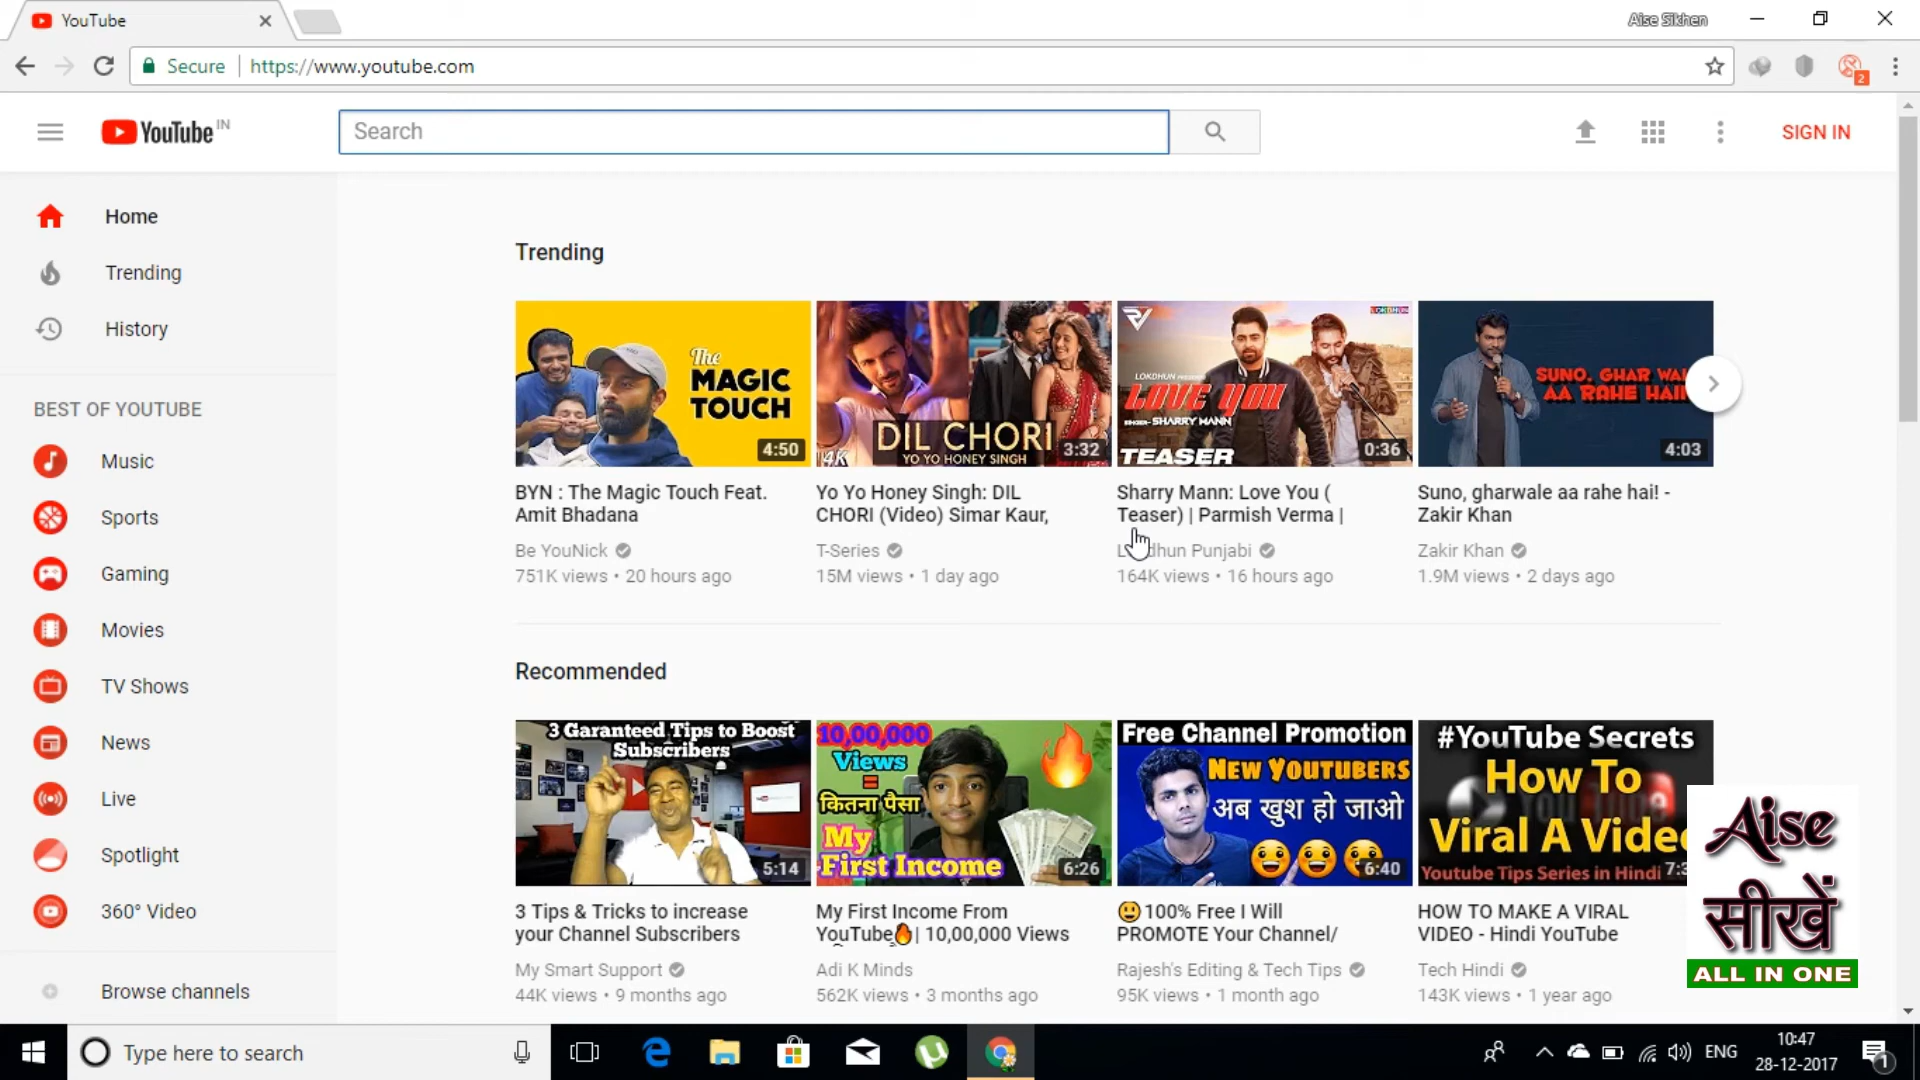 YouTube
Aise Sikhen
Secure
https://www.youtube.com
2
YouTube IN
Search
SIGN IN
Home
Trending
History
BEST OF YOUTUBE
Music
Sports
Gaming
Movies
TV Shows
News
Live
Spotlight
360° Video
Browse channels
Trending
The
MAGIC
TOUCH
4:50
BYN : The Magic Touch Feat.
Amit Bhadana
Be YouNick
751K views • 20 hours ago
DIL CHORI
YO YO HONEY SINGH
4K
3:32
Yo Yo Honey Singh: DIL
CHORI (Video) Simar Kaur,
T-Series
15M views • 1 day ago
LOKDHUN
LOVE YOU
SINGER- SHARRY MANN
TEASER
0:36
Sharry Mann: Love You (
Teaser) | Parmish Verma |
Punjabi
164K views • 16 hours ago
SUNO, GHAR
AA RAHE HAI
4:03
Suno, gharwale aa rahe hai! -
Zakir Khan
Zakir Khan
1.9M views • 2 days ago
Recommended
3 Garanteed Tips to Boost
Subscribers
5:14
3 Tips & Tricks to increase
your Channel Subscribers
My Smart Support
44K views • 9 months ago
10,00,000
Views
=
कितना पैसा
My
First Income
6:26
My First Income From
YouTube🔥| 10,00,000 Views
Adi K Minds
562K views • 3 months ago
Free Channel Promotion
New Youtubers
अब खुश हो जाओ
6:40
😃 100% Free I Will
PROMOTE Your Channel/
Rajesh's Editing & Tech Tips
95K views • 1 month ago
#YouTube Secrets
How To
Viral A Video
Youtube Tips Series in Hindi
HOW TO MAKE A VIRAL
VIDEO - Hindi YouTube
Tech Hindi
143K views • 1 year ago
Aise
सीखें
ALL IN ONE
Type here to search
ENG
10:47
28-12-2017
1